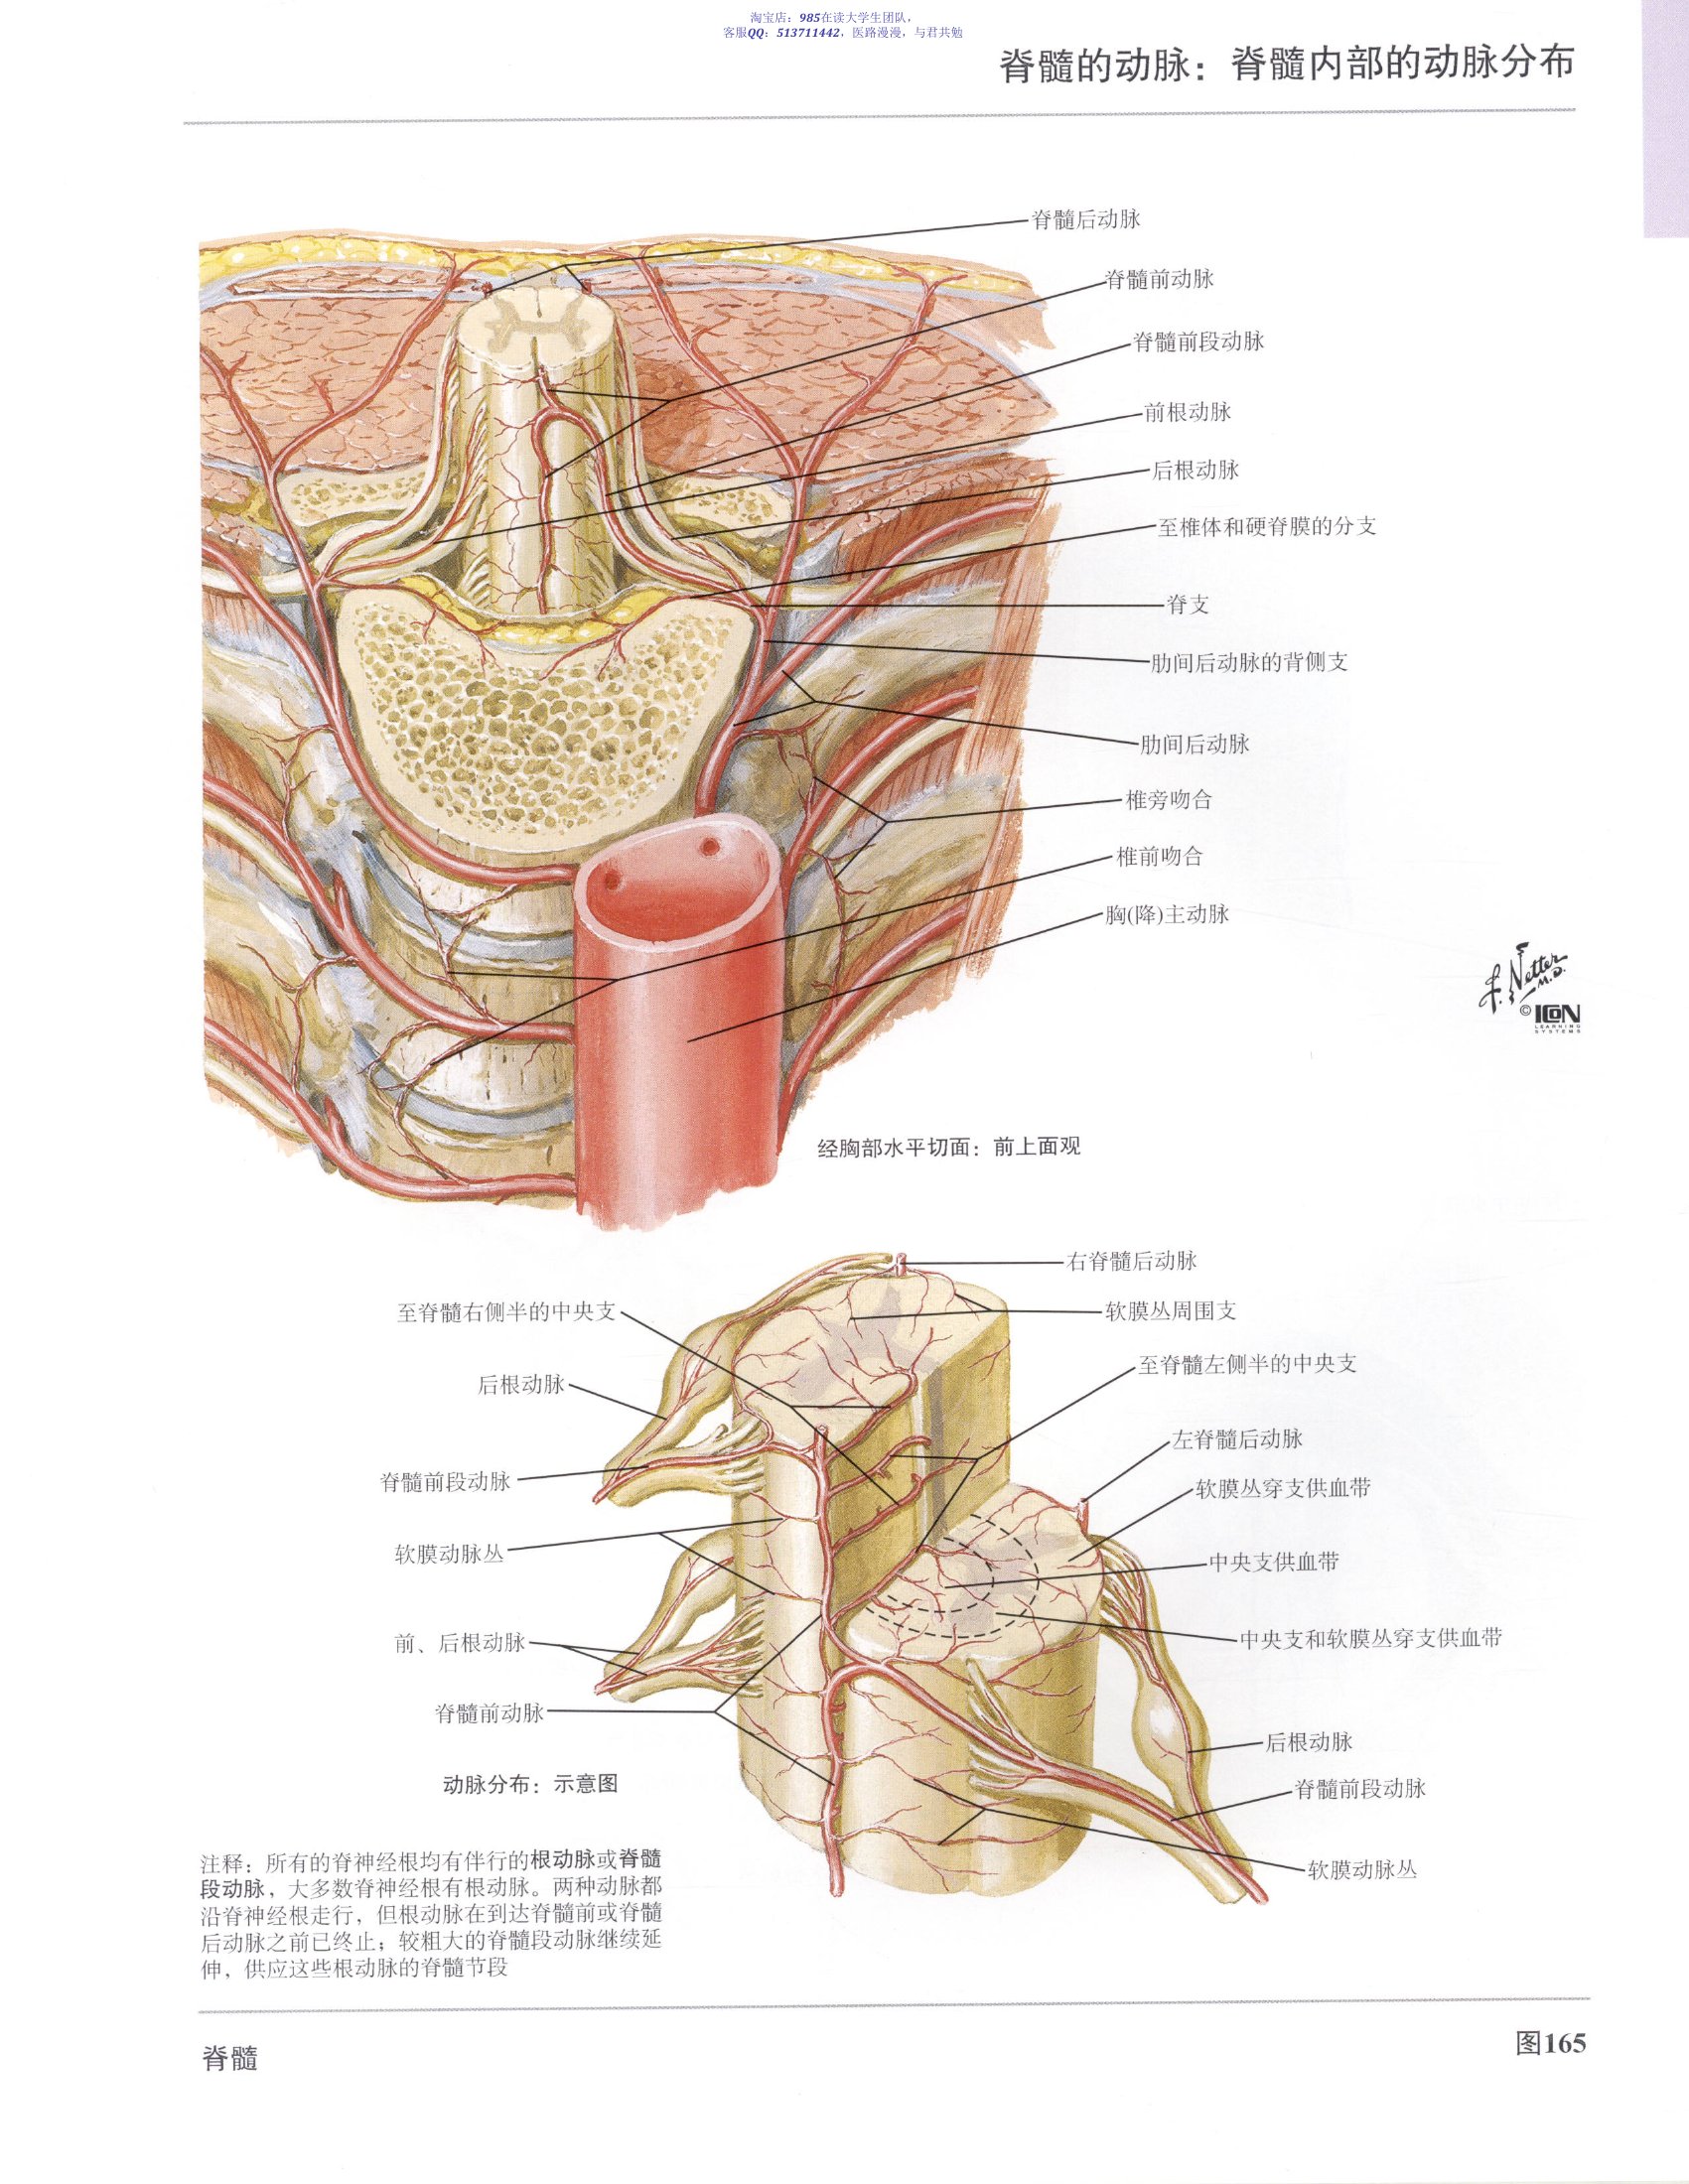 淘宝店：985在读大学生团队，
客服QQ：513711442，医路漫漫，与君共勉
脊髓的动脉：脊髓内部的动脉分布
脊髓后动脉
脊髓前动脉
脊髓前段动脉
前根动脉
后根动脉
至椎体和硬脊膜的分支
脊支
肋间后动脉的背侧支
肋间后动脉
椎旁吻合
椎前吻合
胸(降)主动脉
F. Netter
M.D.
© ICON
LEARNING
SYSTEMS
经胸部水平切面：前上面观
右脊髓后动脉
至脊髓右侧半的中央支
软膜丛周围支
至脊髓左侧半的中央支
后根动脉
左脊髓后动脉
脊髓前段动脉
软膜丛穿支供血带
软膜动脉丛
中央支供血带
前、后根动脉
中央支和软膜丛穿支供血带
脊髓前动脉
后根动脉
动脉分布：示意图
脊髓前段动脉
软膜动脉丛
注释：所有的脊神经根均有伴行的根动脉或脊髓
段动脉，大多数脊神经根有根动脉。两种动脉都
沿脊神经根走行，但根动脉在到达脊髓前或脊髓
后动脉之前已终止；较粗大的脊髓段动脉继续延
伸，供应这些根动脉的脊髓节段
脊髓
图165